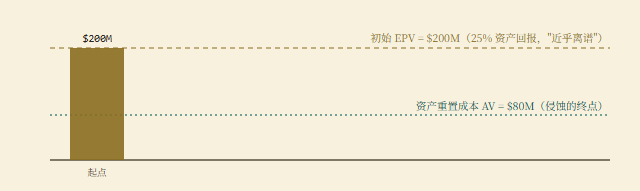 $200M
初始 EPV = $200M（25% 资产回报，"近乎离谱"）
资产重置成本 AV = $80M（侵蚀的终点）
起点